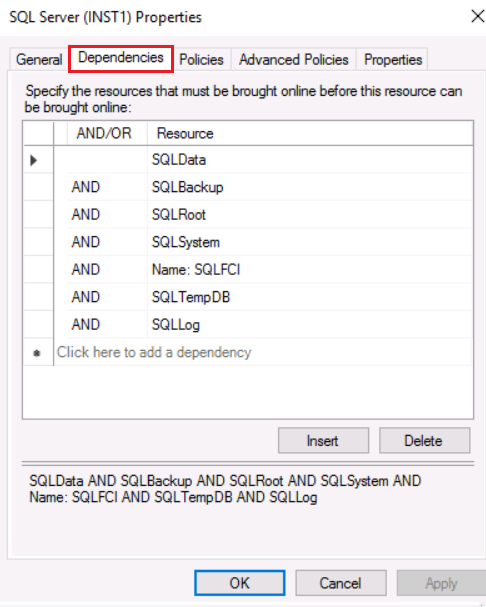 SQL Server (INST1) Properties
General Dependencies Policies Advanced Policies Properties
Specify the resources that must be brought online before this resource can
be brought online:
AND/OR Resource
SQLData
AND SQLBackup
AND SQLRoot
AND SQLSystem
AND Name: SQLFCI
AND SQLTempDB
AND SQLLog
Click here to add a dependency
Insert Delete
SQLData AND SQLBackup AND SQLRoot AND SQLSystem AND
Name: SQLFCI AND SQLTempDB AND SQLLog
OK Cancel Apply